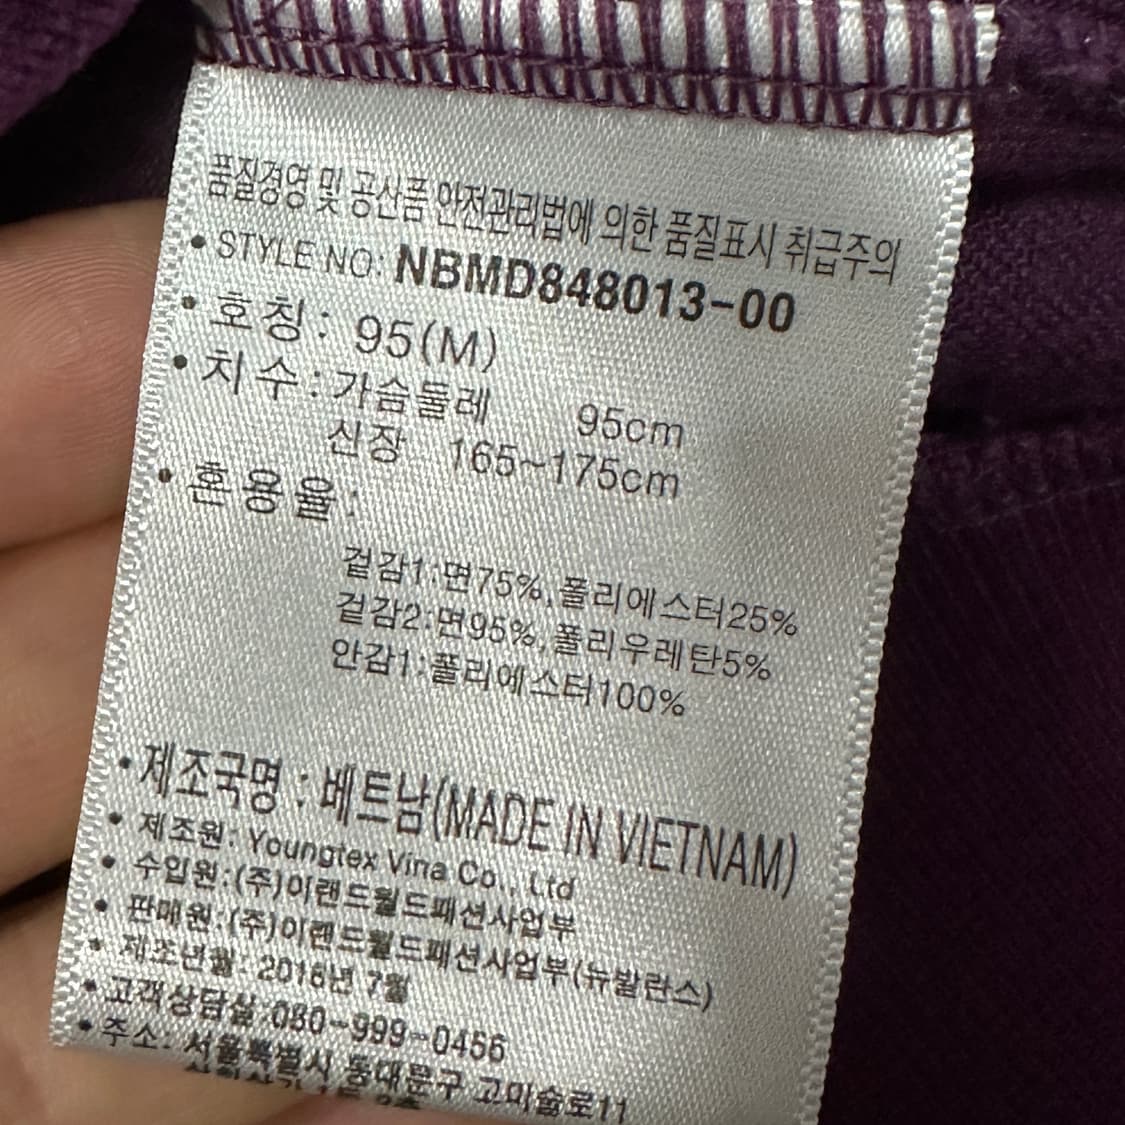 품질경영 및 공산품 안전관리법에 의한 품질표시 취급주의
• STYLE NO: NBMD848013-00
• 호칭: 95(M)
• 치수: 가슴둘레 95cm
신장 165~175cm
• 혼용율:
겉감1:면75%,폴리에스터25%
겉감2:면95%,폴리우레탄5%
안감1:폴리에스터100%
• 제조국명 : 베트남(MADE IN VIETNAM)
• 제조원: Youngtex Vina Co., Ltd
• 수입원:(주)이랜드월드패션사업부
• 판매원:(주)이랜드월드패션사업부(뉴발란스)
• 제조년월: 2016년 7월
• 고객상담실:080-999-0456
• 주소: 서울특별시 동대문구 고미술로11